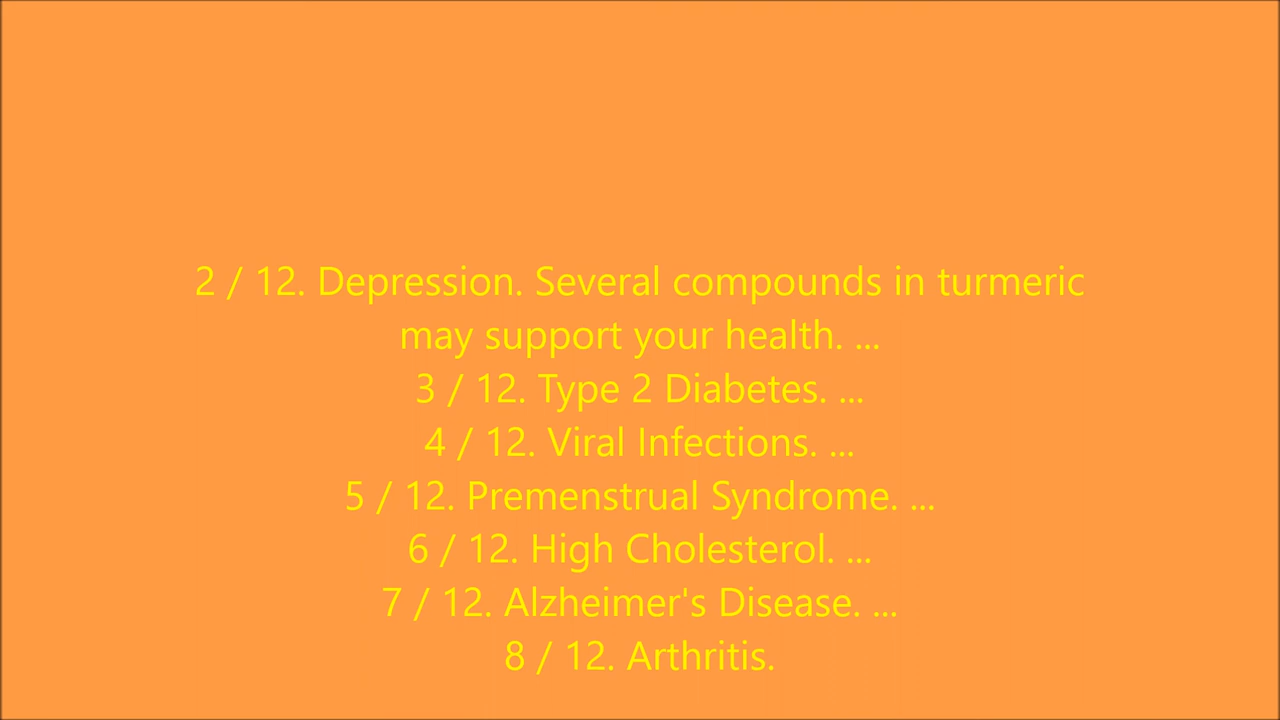 2 / 12. Depression. Several compounds in turmeric
may support your health. ...
3 / 12. Type 2 Diabetes. ...
4 / 12. Viral Infections. ...
5 / 12. Premenstrual Syndrome. ...
6 / 12. High Cholesterol. ...
7 / 12. Alzheimer's Disease. ...
8 / 12. Arthritis.